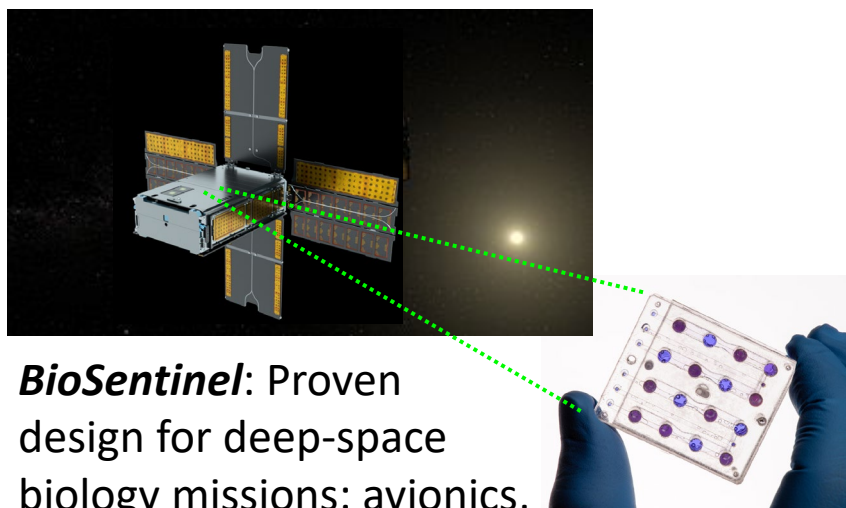 BioSentinel: Proven
design for deep-space
biology missions: avionics,